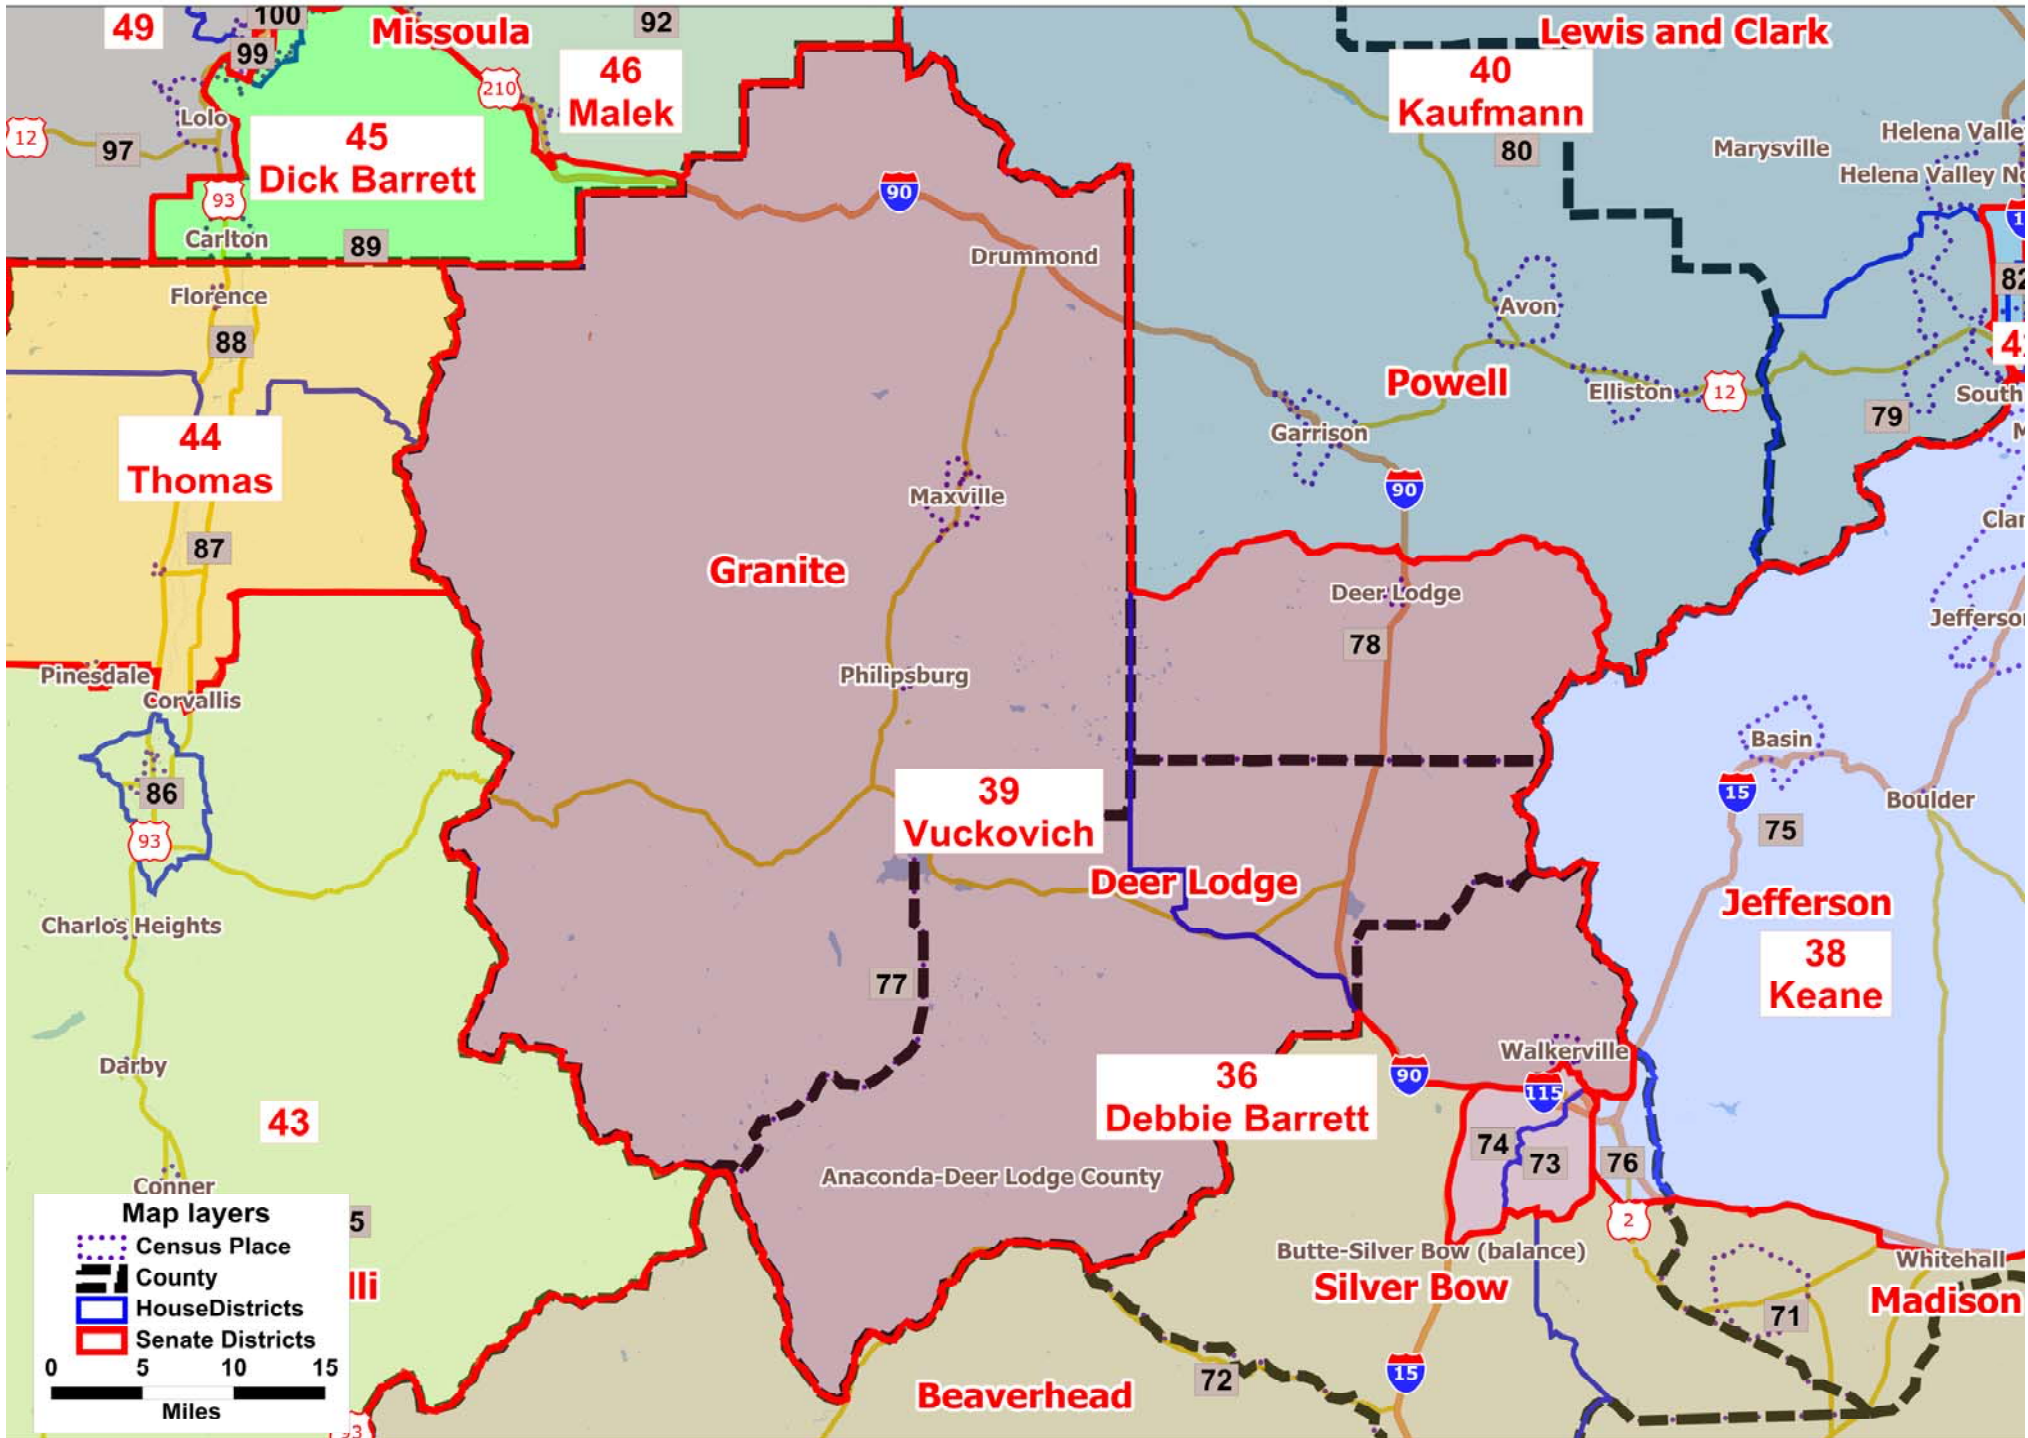 49
100
99
Missoula
92
46
Malek
Lewis and Clark
40
Kaufmann
80
210
Lolo
12
97
45
Dick Barrett
93
Carlton
89
90
Drummond
Marysville
Helena Valle
Helena Valley No
82
Florence
88
Avon
Powell
Elliston
12
79
South
44
Thomas
Garrison
90
Maxville
87
Granite
Clar
Deer Lodge
78
Jefferso
Philipsburg
Pinesdale
Corvallis
Basin
86
93
39
Vuckovich
15
75
Boulder
Deer Lodge
Jefferson
38
Keane
Charlos Heights
77
Darby
43
36
Debbie Barrett
90
Walkerville
115
74
73
76
Conner
Anaconda-Deer Lodge County
2
5
lli
Butte-Silver Bow (balance)
Silver Bow
Whitehall
Madison
71
72
15
Beaverhead
93
Map layers
Census Place
County
HouseDistricts
Senate Districts
0 5 10 15
Miles